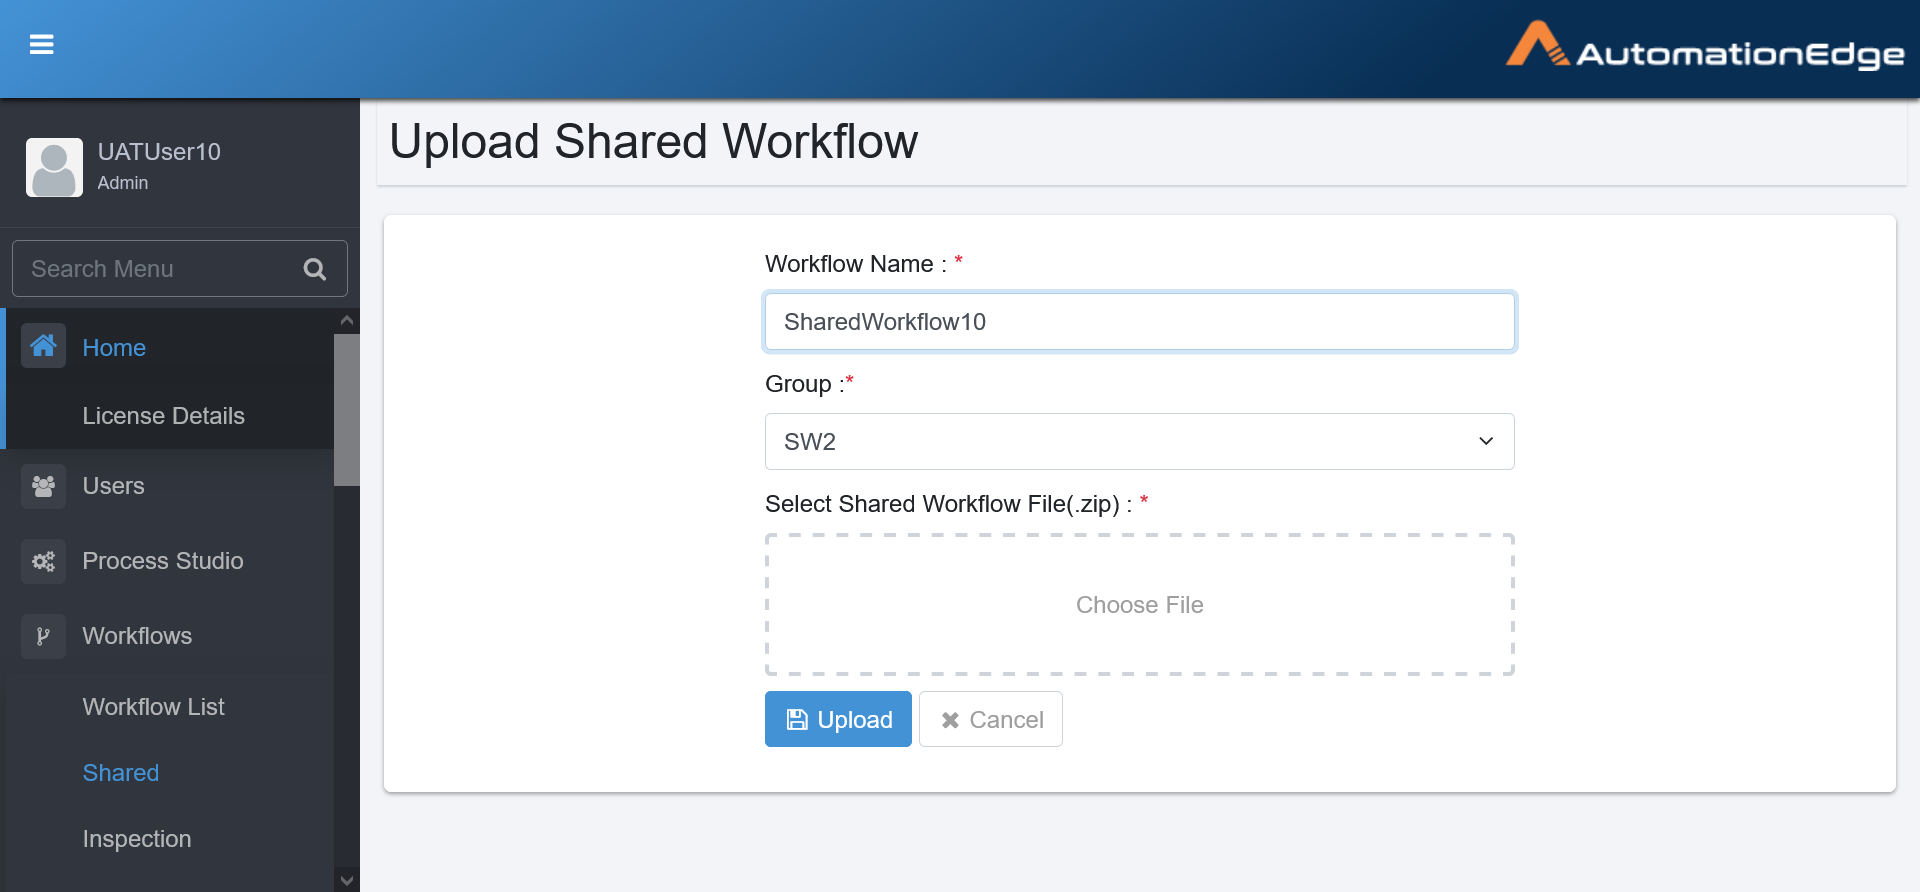 AutomationEdge
UATUser10
Admin
Search Menu
Home
License Details
Users
Process Studio
Workflows
Workflow List
Shared
Inspection
Upload Shared Workflow
Workflow Name : *
SharedWorkflow10
Group :*
SW2
Select Shared Workflow File(.zip) : *
Choose File
Upload
Cancel